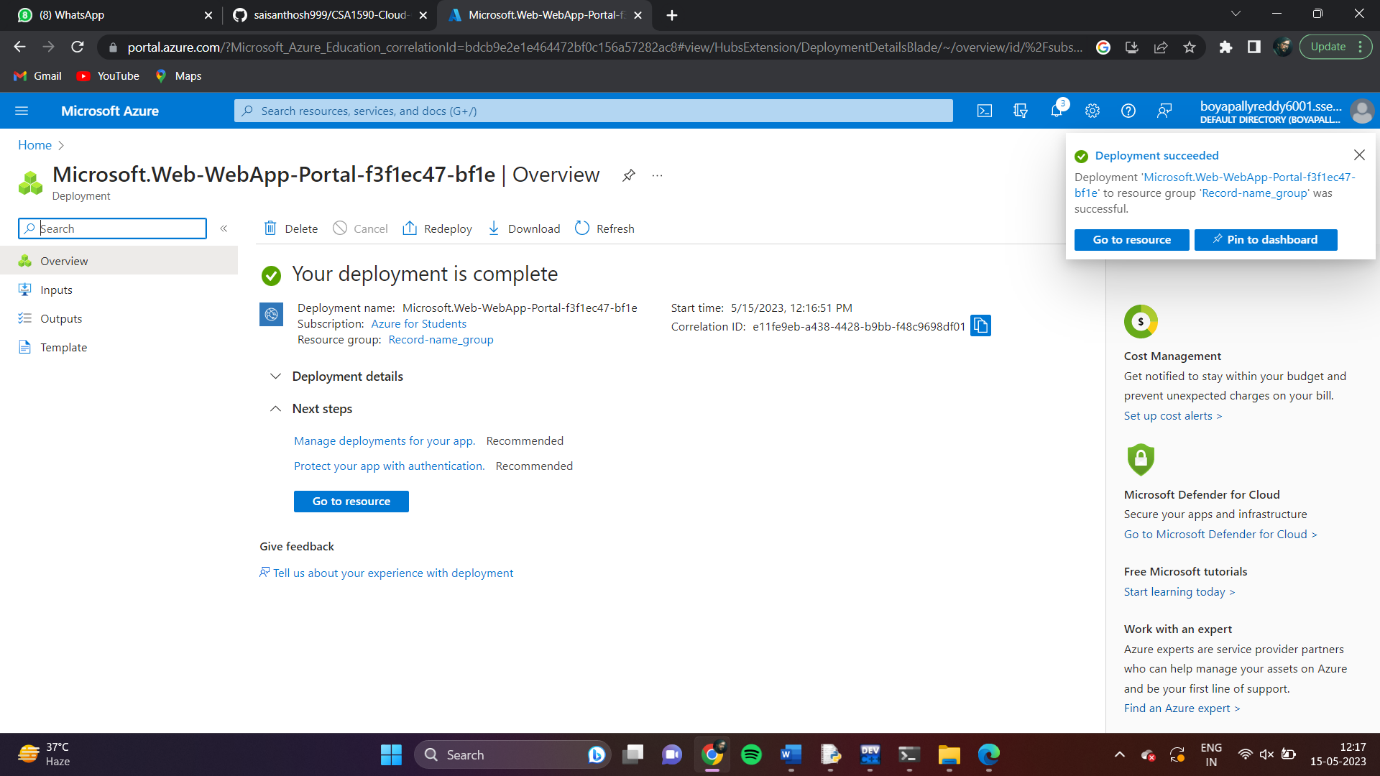 (8) WhatsApp
saisanthosh999/CSA1590-Cloud-
Microsoft.Web-WebApp-Portal-f3
portal.azure.com/?Microsoft_Azure_Education_correlationId=bdcb9e2e1e464472bf0c156a57282ac8#view/HubsExtension/DeploymentDetailsBlade/~/overview/id/%2Fsubs...
Update
Gmail
YouTube
Maps
Microsoft Azure
Search resources, services, and docs (G+/)
3
boyapallyreddy6001.sse...
DEFAULT DIRECTORY (BOYAPALL...
Home
Microsoft.Web-WebApp-Portal-f3f1ec47-bf1e | Overview
Deployment
Search
Overview
Inputs
Outputs
Template
Delete
Cancel
Redeploy
Download
Refresh
Your deployment is complete
Deployment name: Microsoft.Web-WebApp-Portal-f3f1ec47-bf1e
Subscription: Azure for Students
Resource group: Record-name_group
Start time: 5/15/2023, 12:16:51 PM
Correlation ID: e11fe9eb-a438-4428-b9bb-f48c9698df01
Deployment details
Next steps
Manage deployments for your app. Recommended
Protect your app with authentication. Recommended
Go to resource
Give feedback
Tell us about your experience with deployment
Deployment succeeded
Deployment 'Microsoft.Web-WebApp-Portal-f3f1ec47-
bf1e' to resource group 'Record-name_group' was
successful.
Go to resource
Pin to dashboard
Cost Management
Get notified to stay within your budget and
prevent unexpected charges on your bill.
Set up cost alerts >
Microsoft Defender for Cloud
Secure your apps and infrastructure
Go to Microsoft Defender for Cloud >
Free Microsoft tutorials
Start learning today >
Work with an expert
Azure experts are service provider partners
who can help manage your assets on Azure
and be your first line of support.
Find an Azure expert >
37°C
Haze
Search
DEV
ENG
IN
12:17
15-05-2023